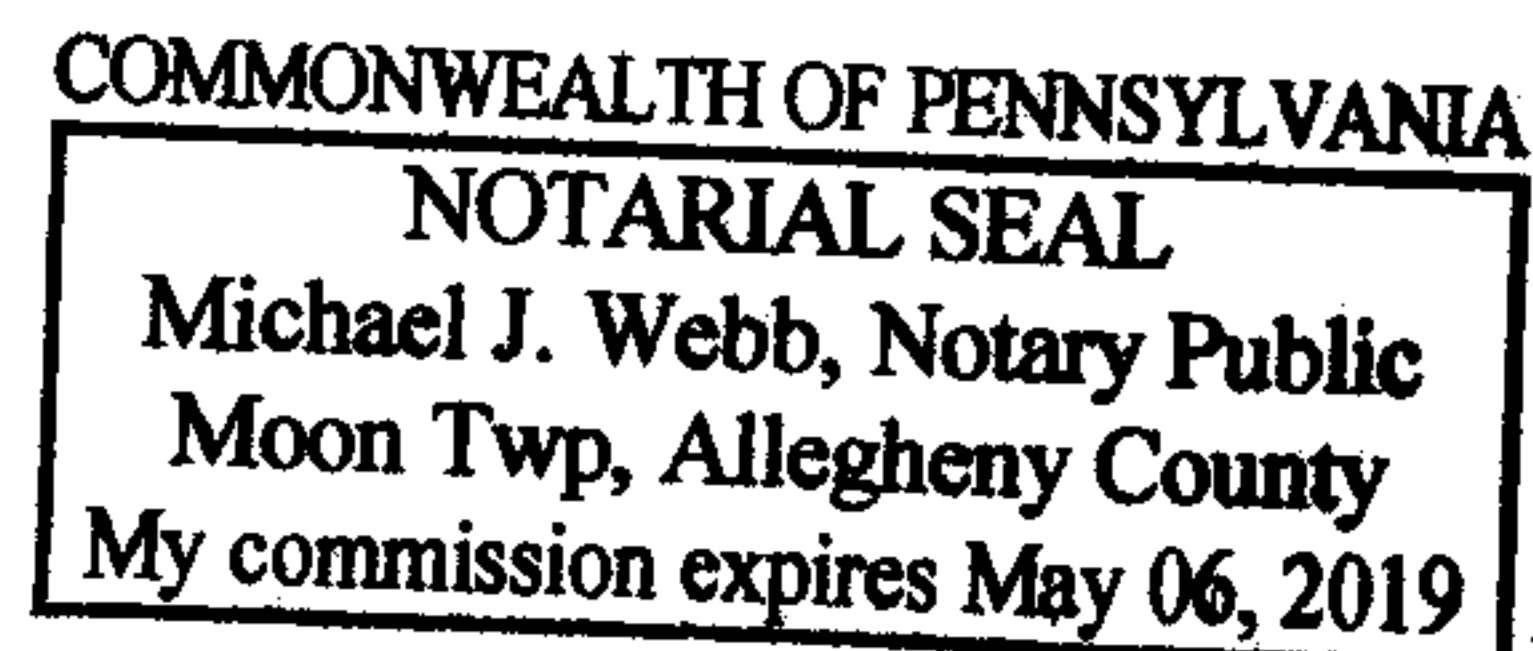 COMMONWEALTH OF PENNSYLVANIA
NOTARIAL SEAL
Michael J. Webb, Notary Public
Moon Twp, Allegheny County
My commission expires May 06, 2019